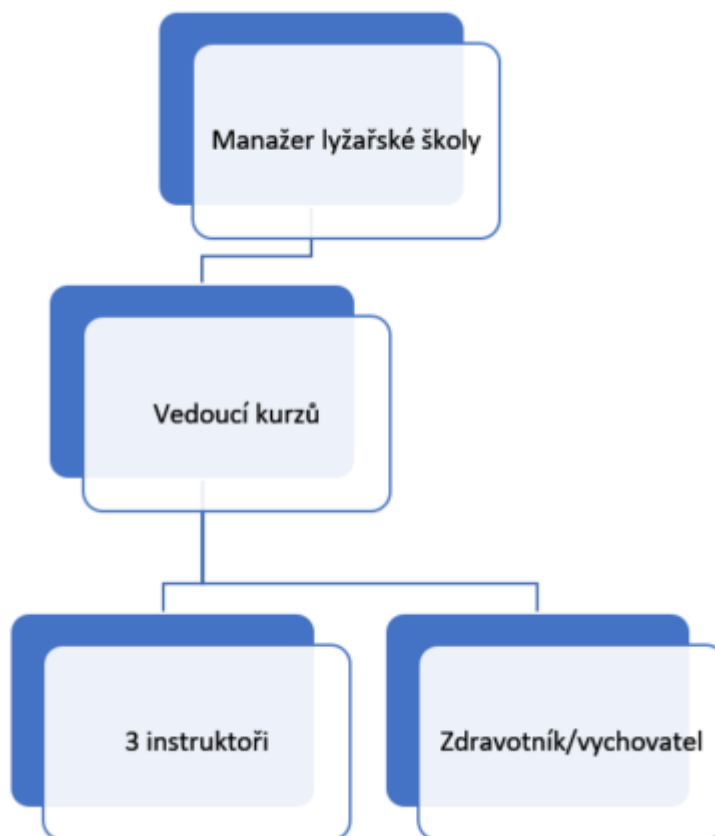 Manažer lyžařské školy
Vedoucí kurzů
3 instruktoři
Zdravotník/vychovatel